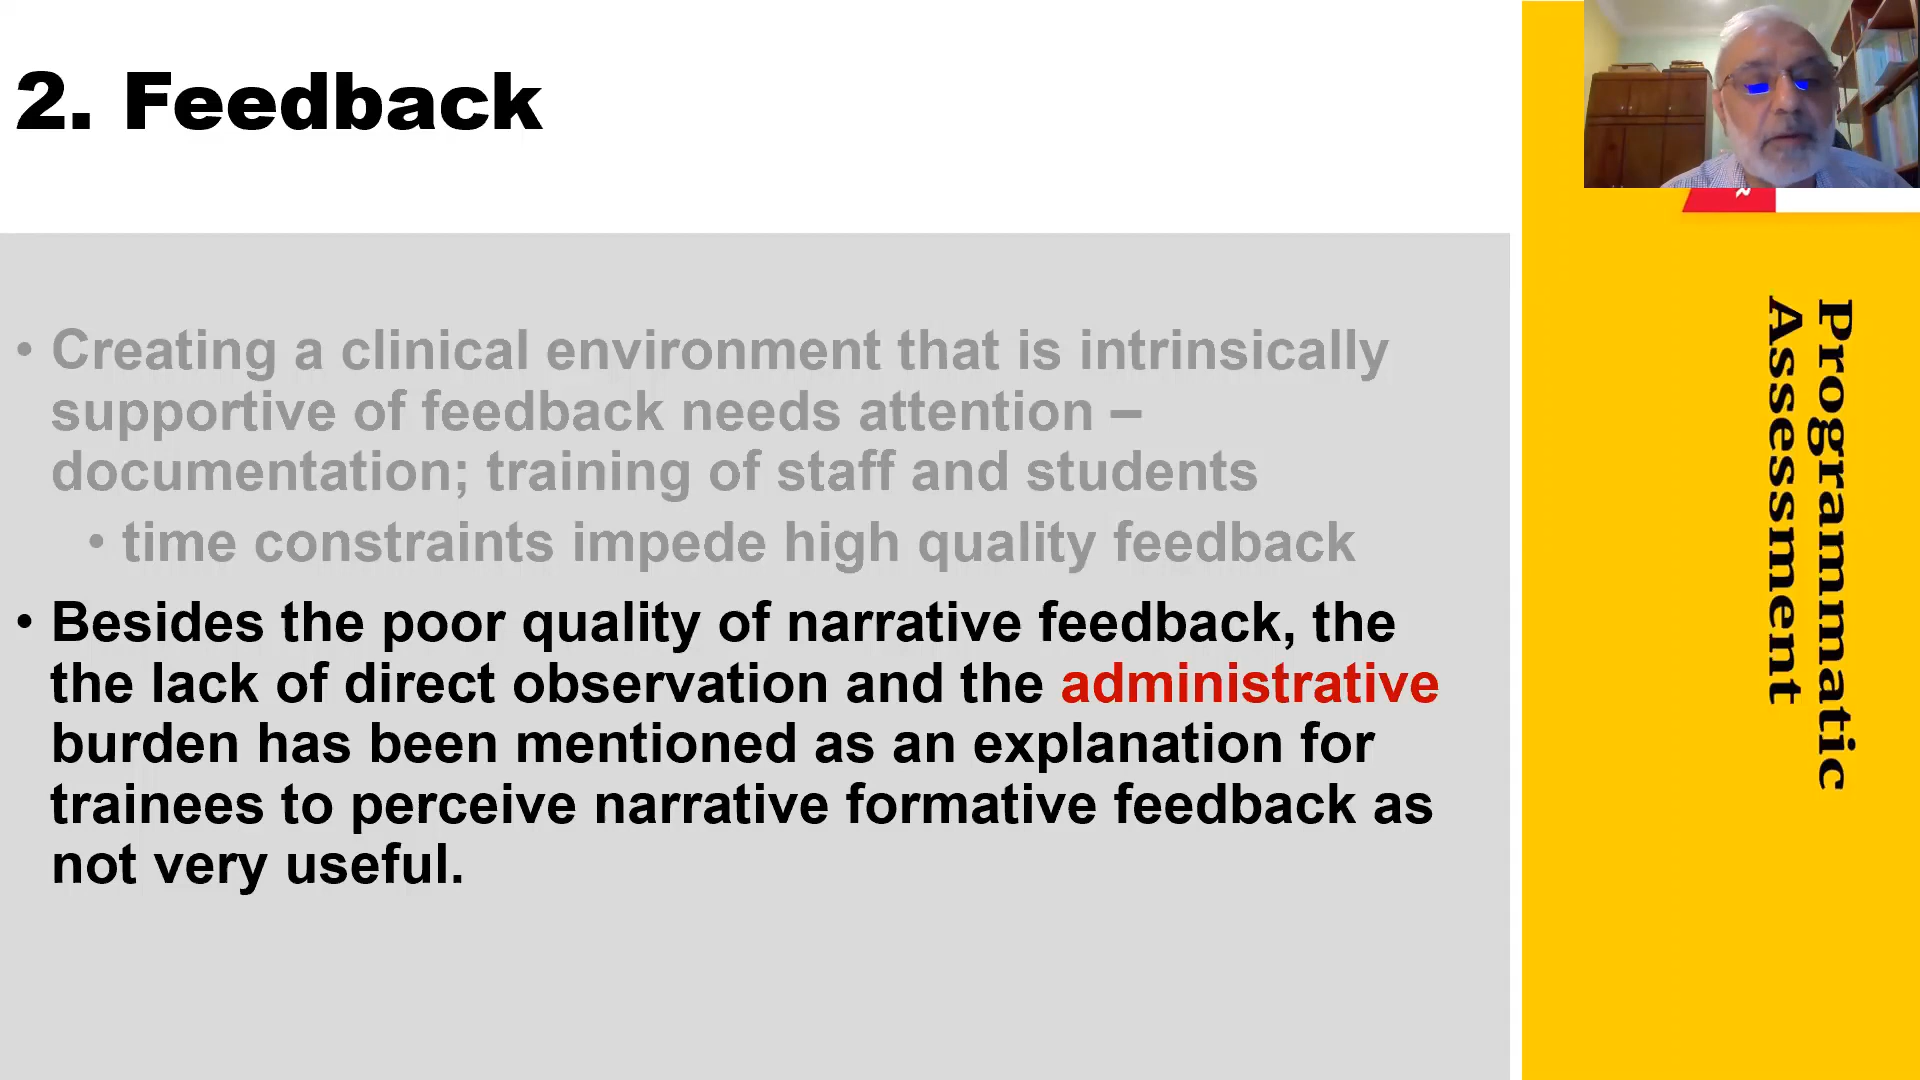 2. Feedback
• Creating a clinical environment that is intrinsically
supportive of feedback needs attention –
documentation; training of staff and students
• time constraints impede high quality feedback
• Besides the poor quality of narrative feedback, the
the lack of direct observation and the administrative
burden has been mentioned as an explanation for
trainees to perceive narrative formative feedback as
not very useful.
Programmatic
Assessment